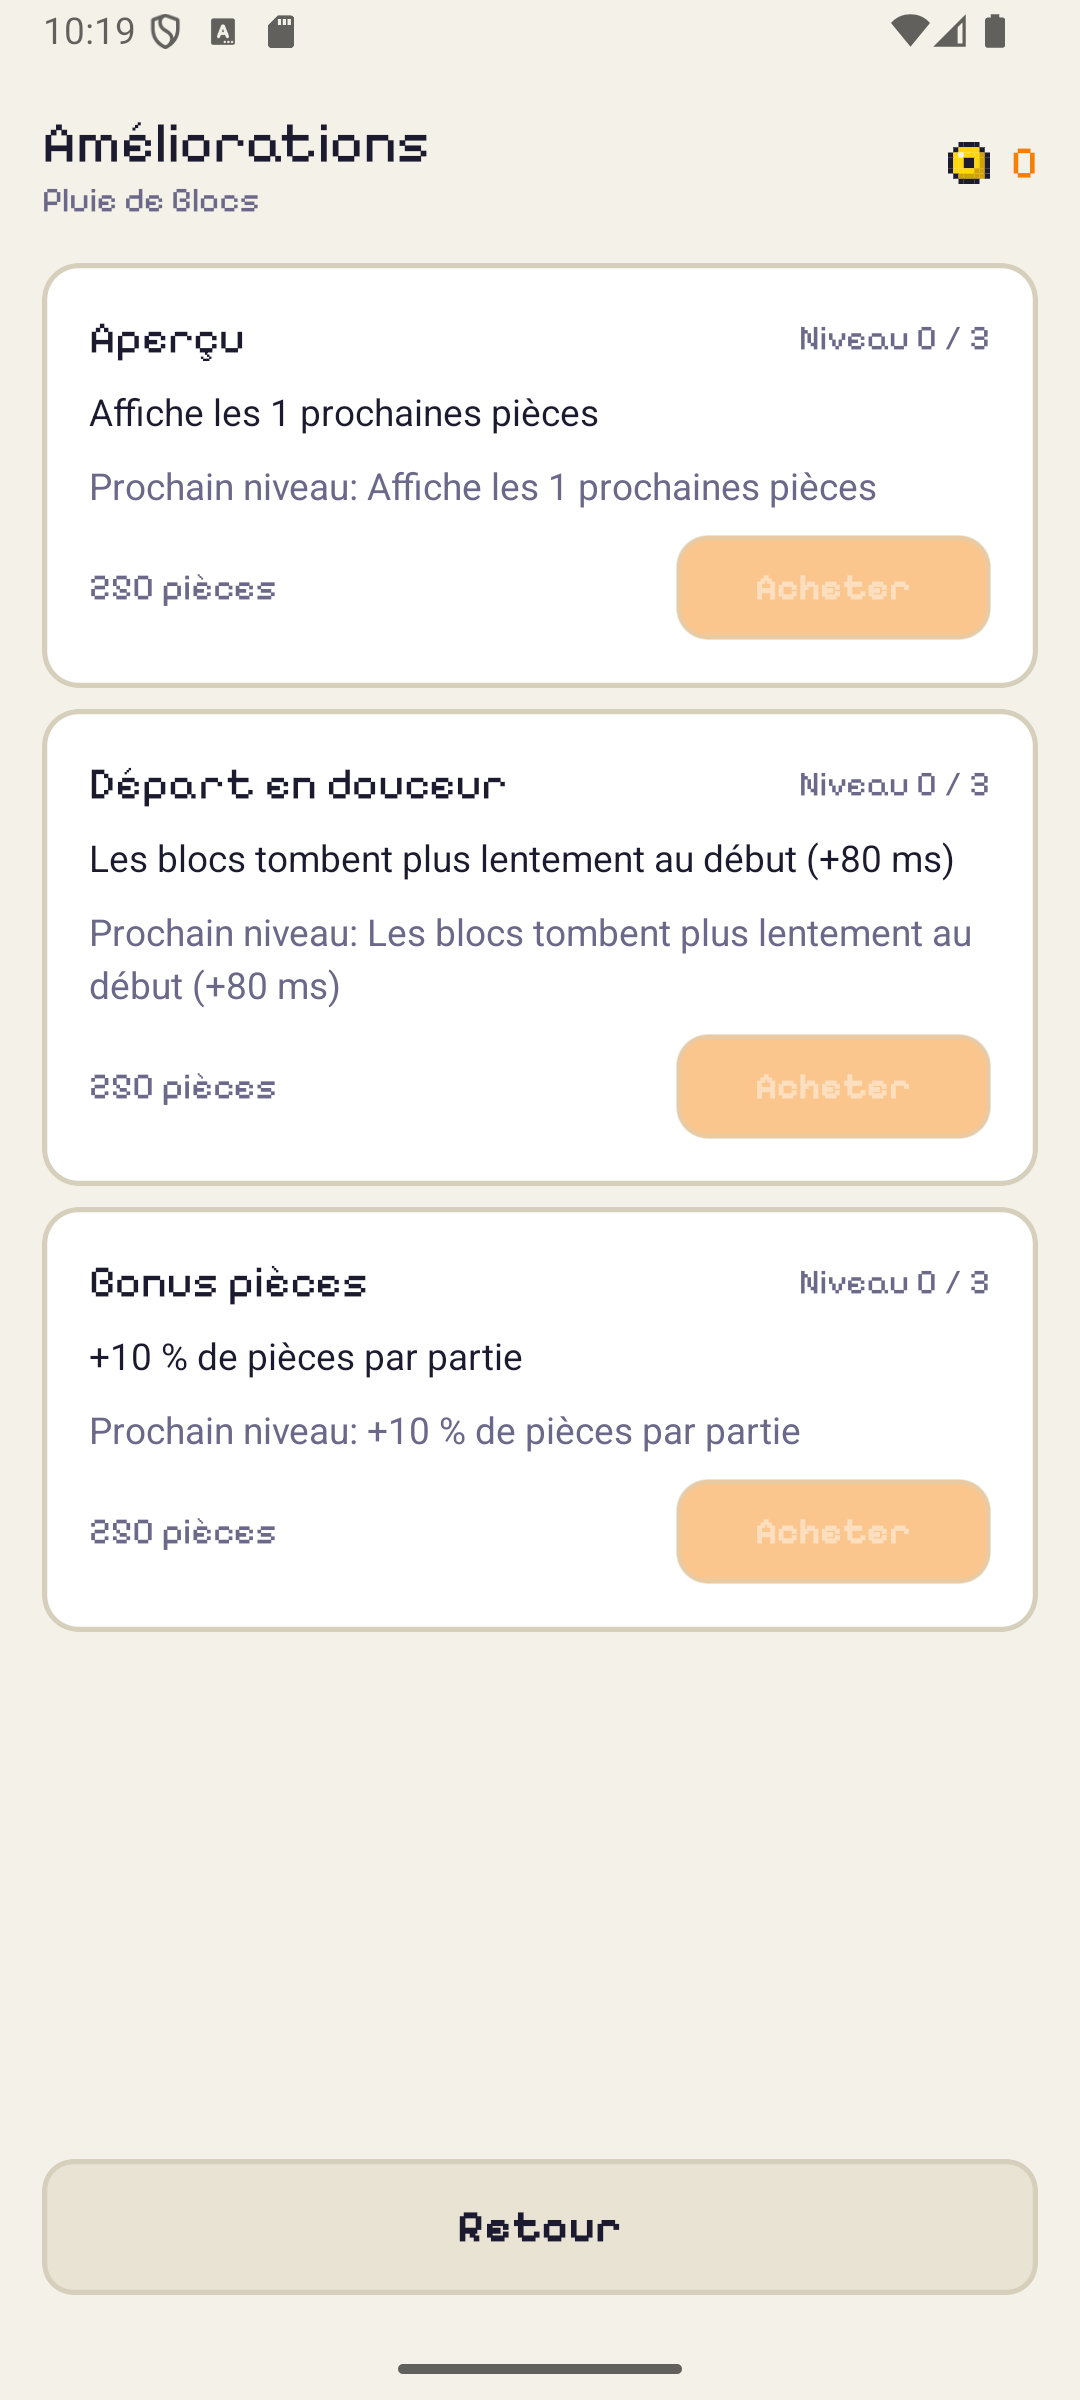 10:19
Améliorations
Pluie de Blocs
0
Aperçu
Niveau 0 / 3
Affiche les 1 prochaines pièces
Prochain niveau: Affiche les 1 prochaines pièces
250 pièces
Acheter
Départ en douceur
Niveau 0 / 3
Les blocs tombent plus lentement au début (+80 ms)
Prochain niveau: Les blocs tombent plus lentement au
début (+80 ms)
250 pièces
Acheter
Bonus pièces
Niveau 0 / 3
+10 % de pièces par partie
Prochain niveau: +10 % de pièces par partie
250 pièces
Acheter
Retour